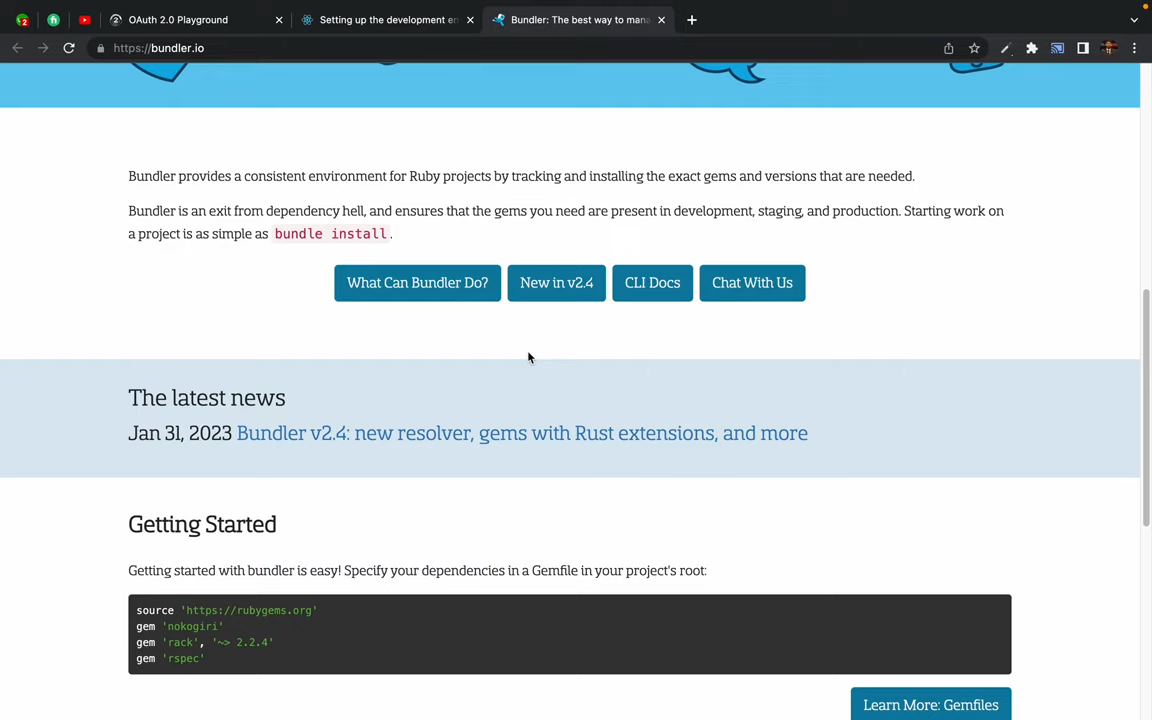 2
OAuth 2.0 Playground
Setting up the development en
Bundler: The best way to mana
https://bundler.io
Bundler provides a consistent environment for Ruby projects by tracking and installing the exact gems and versions that are needed.
Bundler is an exit from dependency hell, and ensures that the gems you need are present in development, staging, and production. Starting work on
a project is as simple as bundle install.
What Can Bundler Do?
New in v2.4
CLI Docs
Chat With Us
The latest news
Jan 31, 2023 Bundler v2.4: new resolver, gems with Rust extensions, and more
Getting Started
Getting started with bundler is easy! Specify your dependencies in a Gemfile in your project's root:
source 'https://rubygems.org'
gem 'nokogiri'
gem 'rack', '~> 2.2.4'
gem 'rspec'
Learn More: Gemfiles